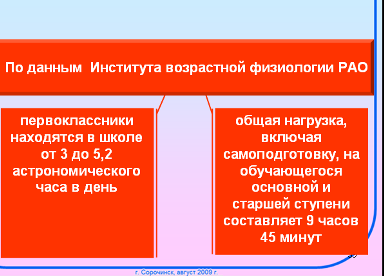 По данным Института возрастной физиологии РАО
первоклассники
находятся в школе
от 3 до 5,2
астрономического
часа в день
общая нагрузка,
включая
самоподготовку, на
обучающегося
основной и
старшей ступени
составляет 9 часов
45 минут
г. Сорочинск, август 2009 г